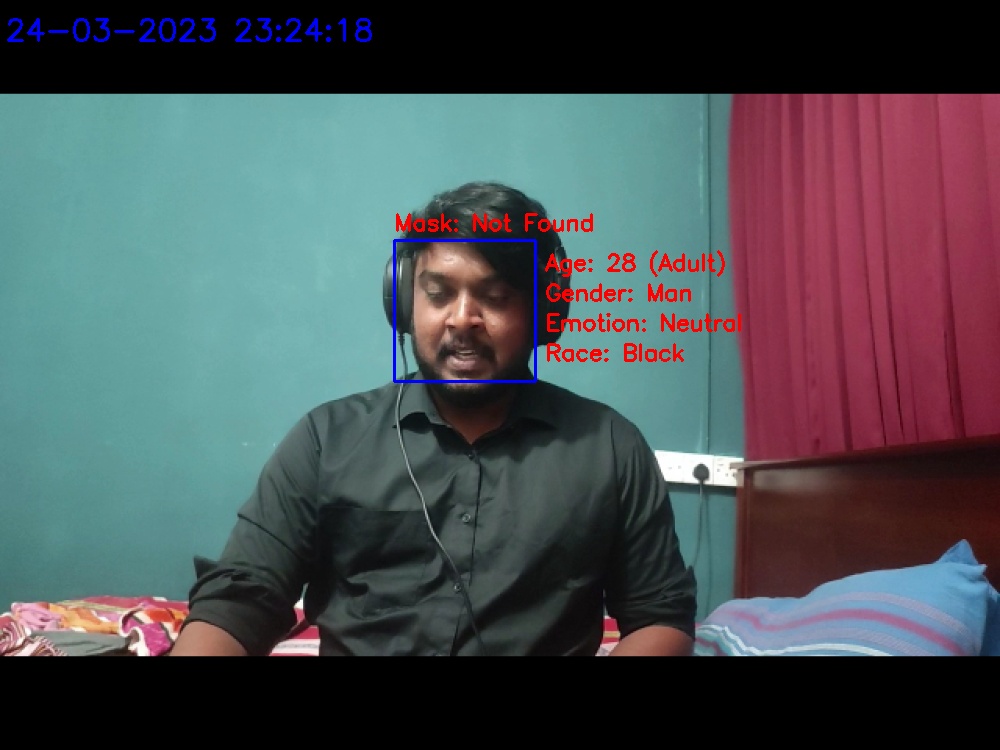 24-03-2023 23:24:18
Mask: Not Found
Age: 28 (Adult)
Gender: Man
Emotion: Neutral
Race: Black